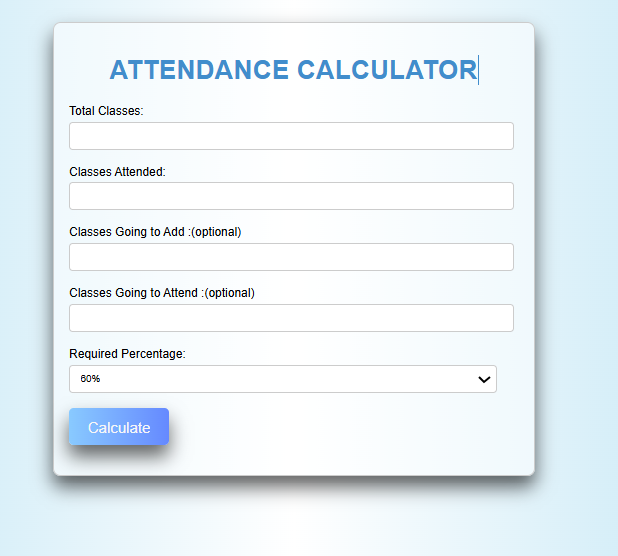 ATTENDANCE CALCULATOR
Total Classes:
Classes Attended:
Classes Going to Add :(optional)
Classes Going to Attend :(optional)
Required Percentage:
60%
Calculate